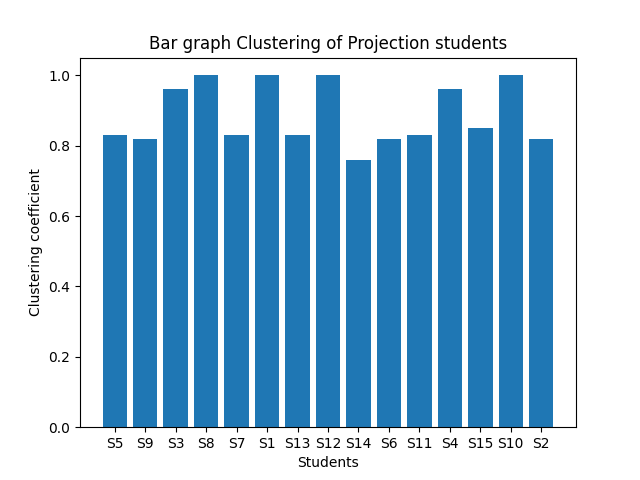 Bar graph Clustering of Projection students
1.0
0.8
0.6
0.4
0.2
0.0
Clustering coefficient
S5 S9 S3 S8 S7 S1 S13 S12 S14 S6 S11 S4 S15 S10 S2
Students